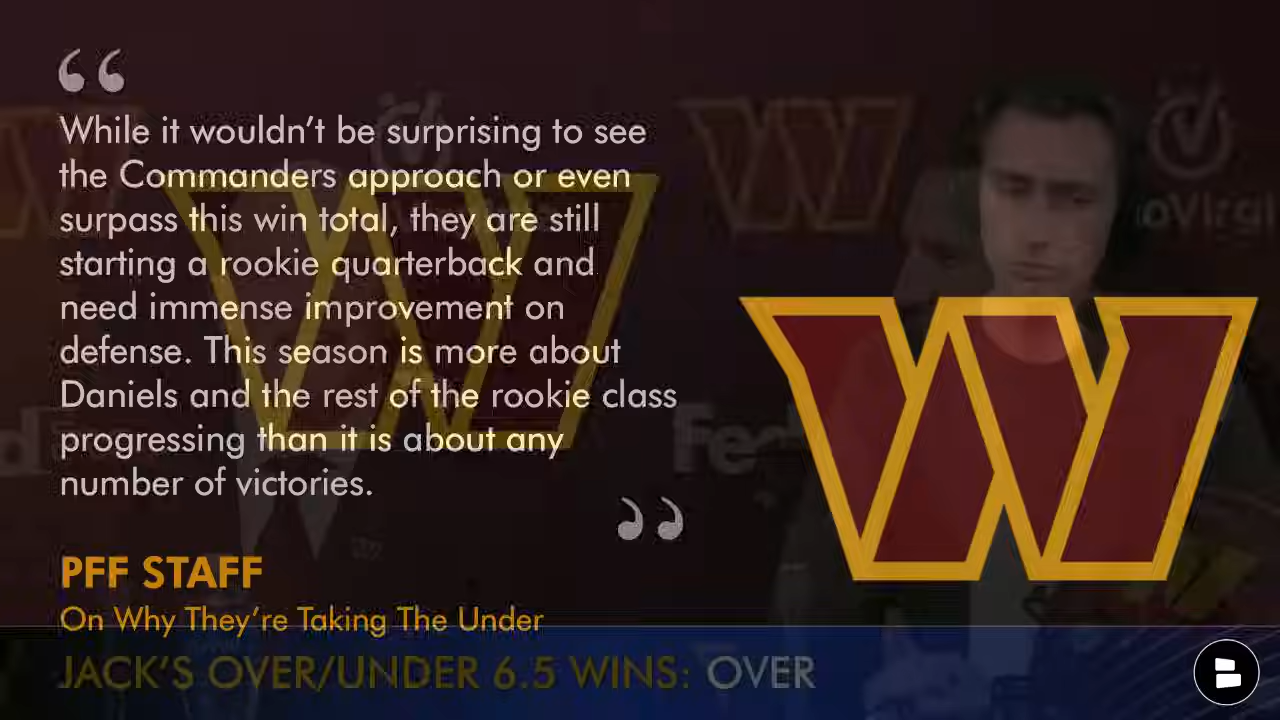 “
While it wouldn’t be surprising to see
the Commanders approach or even
surpass this win total, they are still
starting a rookie quarterback and
need immense improvement on
defense. This season is more about
Daniels and the rest of the rookie class
progressing than it is about any
number of victories.
”
PFF STAFF
On Why They’re Taking The Under
JACK’S OVER/UNDER 6.5 WINS: OVER